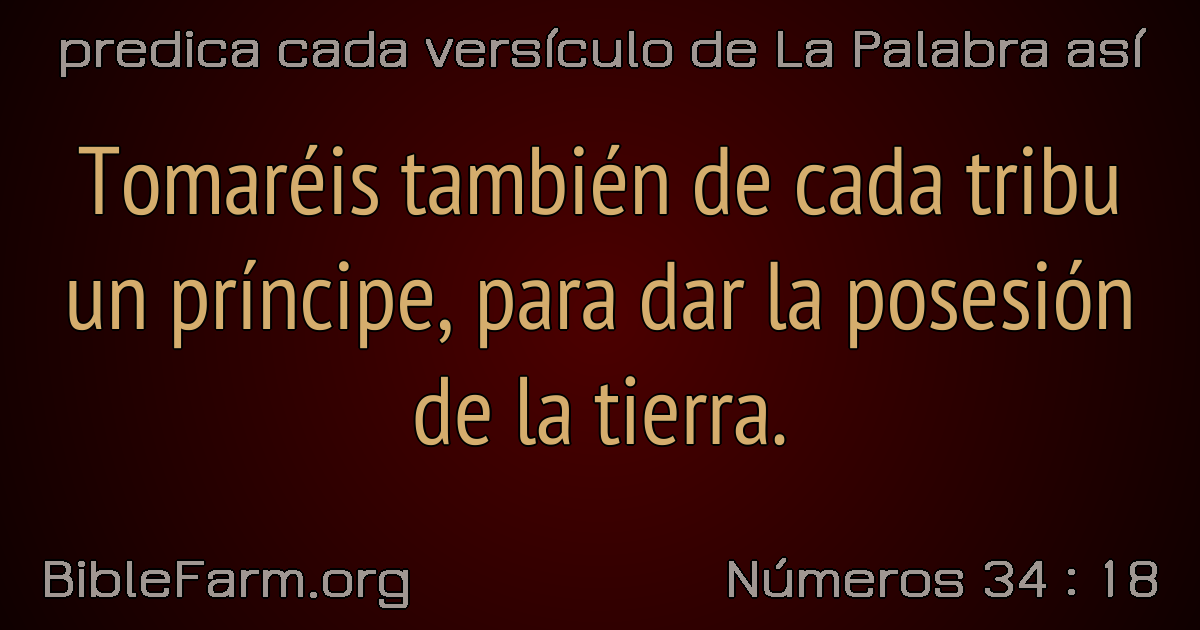 predica cada versículo de La Palabra así
Tomaréis también de cada tribu
un príncipe, para dar la posesión
de la tierra.
BibleFarm.org
Números 34 : 18